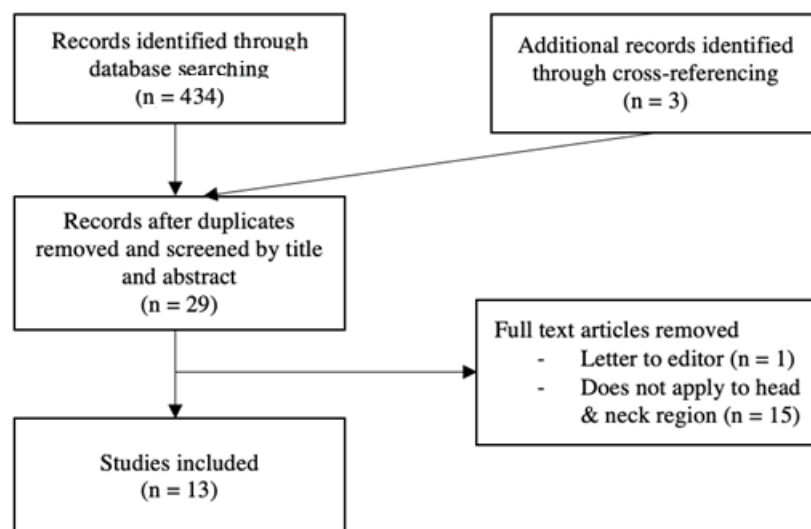 Records identified through
database searching
(n = 434)
Additional records identified
through cross-referencing
(n = 3)
Records after duplicates
removed and screened by title
and abstract
(n = 29)
Full text articles removed
- Letter to editor (n = 1)
- Does not apply to head
& neck region (n = 15)
Studies included
(n = 13)